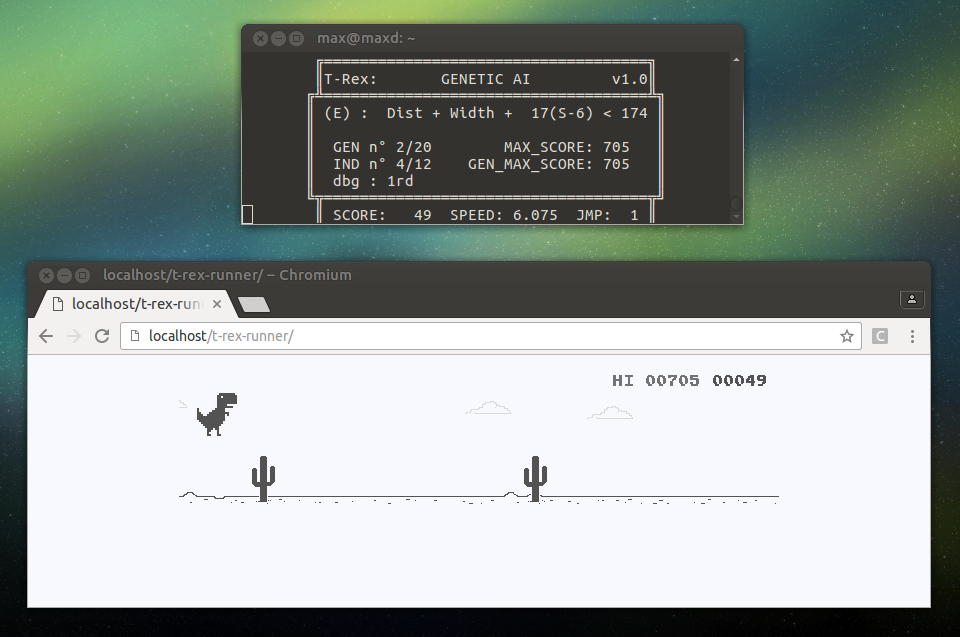 max@maxd: ~
T-Rex: GENETIC AI v1.0
(E) : Dist + Width + 17(S-6) < 174
GEN n° 2/20 MAX_SCORE: 705
IND n° 4/12 GEN_MAX_SCORE: 705
dbg : 1rd
SCORE: 49 SPEED: 6.075 JMP: 1
localhost/t-rex-runner/ – Chromium
localhost/t-rex-run
localhost/t-rex-runner/
C
HI 00705 00049